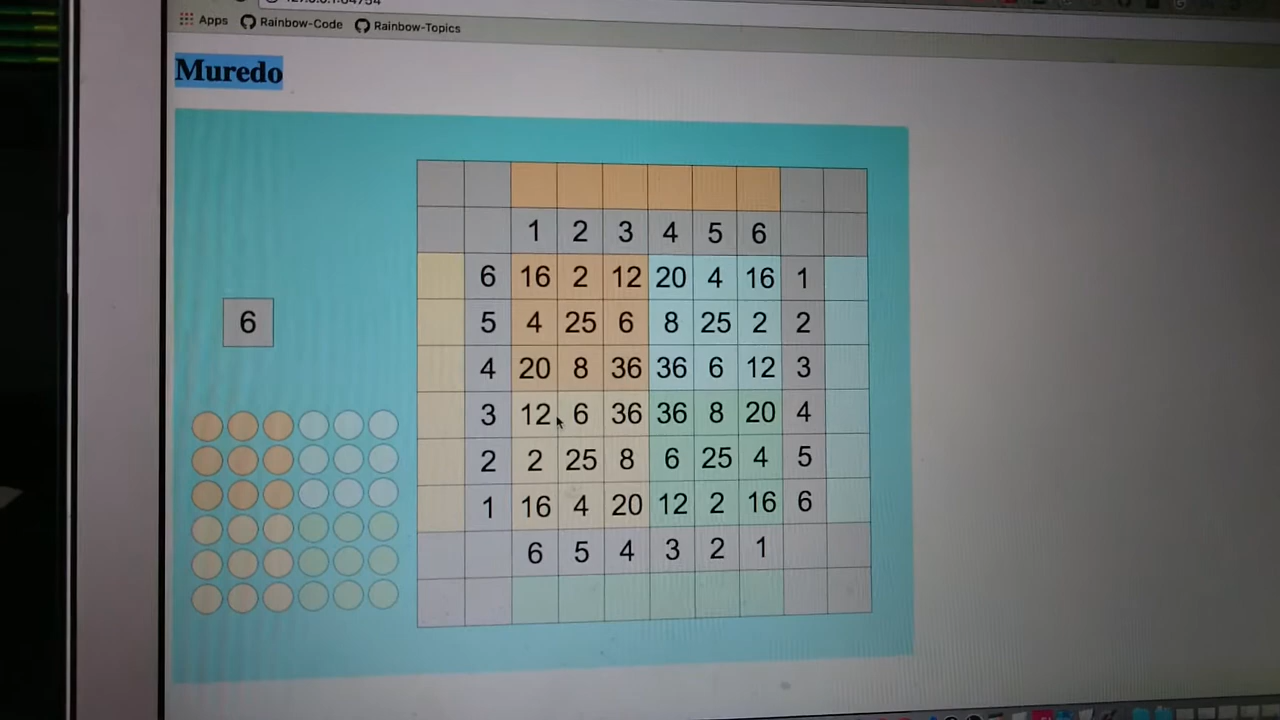 Apps Rainbow-Code Rainbow-Topics
Muredo
1 2 3 4 5 6
6 16 2 12 20 4 16 1
5 4 25 6 8 25 2 2
6
4 20 8 36 36 6 12 3
3 12 6 36 36 8 20 4
2 2 25 8 6 25 4 5
1 16 4 20 12 2 16 6
6 5 4 3 2 1